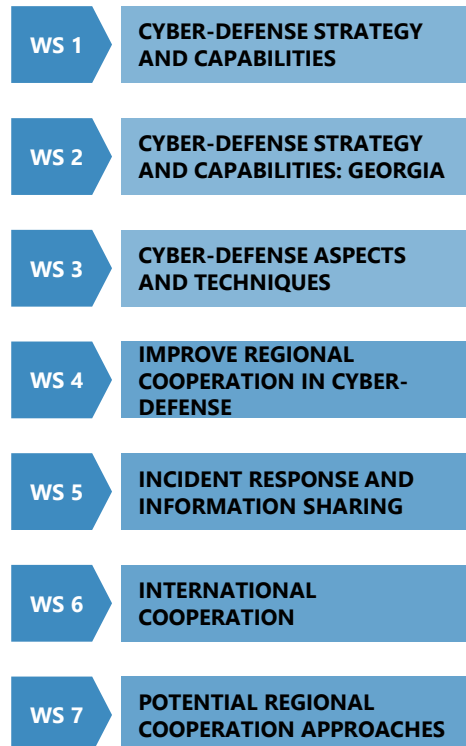 WS 1
CYBER-DEFENSE STRATEGY
AND CAPABILITIES
WS 2
CYBER-DEFENSE STRATEGY
AND CAPABILITIES: GEORGIA
WS 3
CYBER-DEFENSE ASPECTS
AND TECHNIQUES
WS 4
IMPROVE REGIONAL
COOPERATION IN CYBER-
DEFENSE
WS 5
INCIDENT RESPONSE AND
INFORMATION SHARING
WS 6
INTERNATIONAL
COOPERATION
WS 7
POTENTIAL REGIONAL
COOPERATION APPROACHES